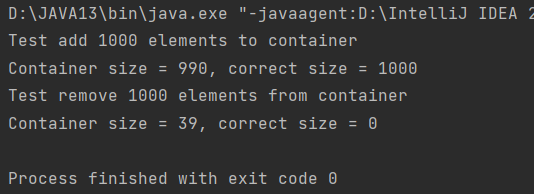 D:\JAVA13\bin\java.exe "-javaagent:D:\IntelliJ IDEA 2
Test add 1000 elements to container
Container size = 990, correct size = 1000
Test remove 1000 elements from container
Container size = 39, correct size = 0
Process finished with exit code 0